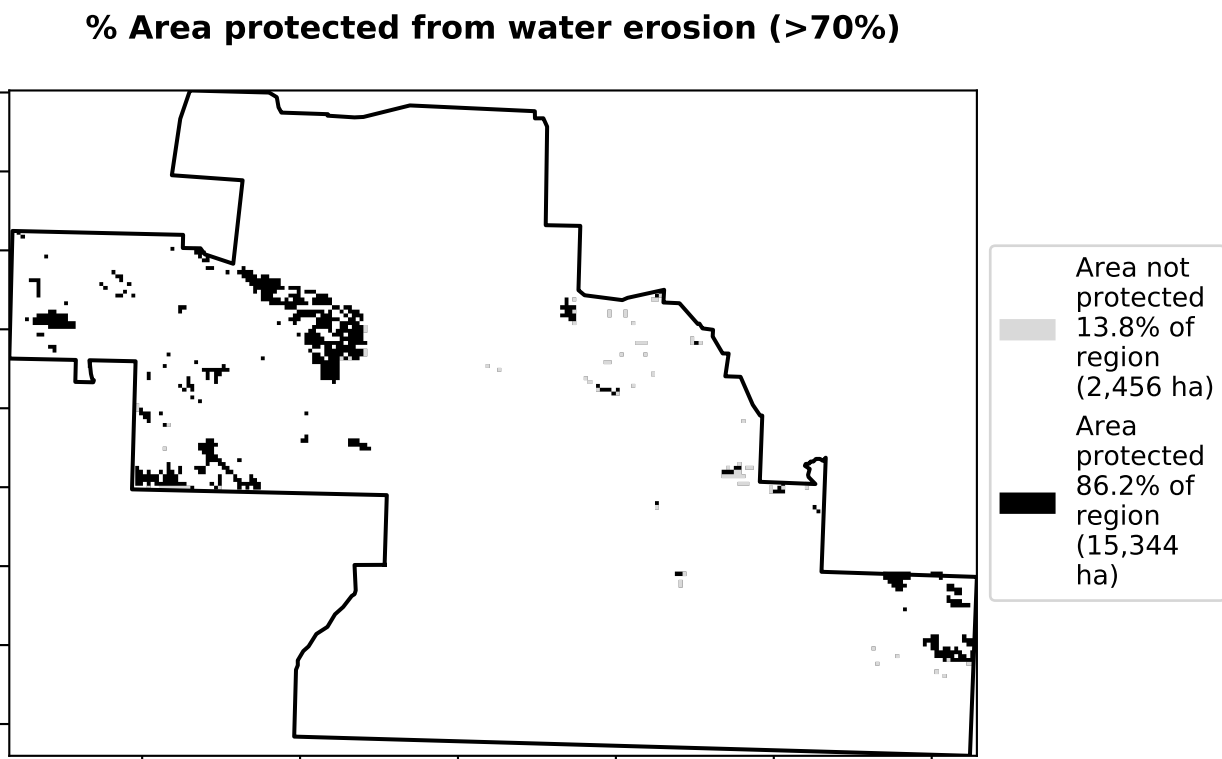 % Area protected from water erosion (>70%)
Area not
protected
13.8% of
region
(2,456 ha)
Area
protected
86.2% of
region
(15,344
ha)